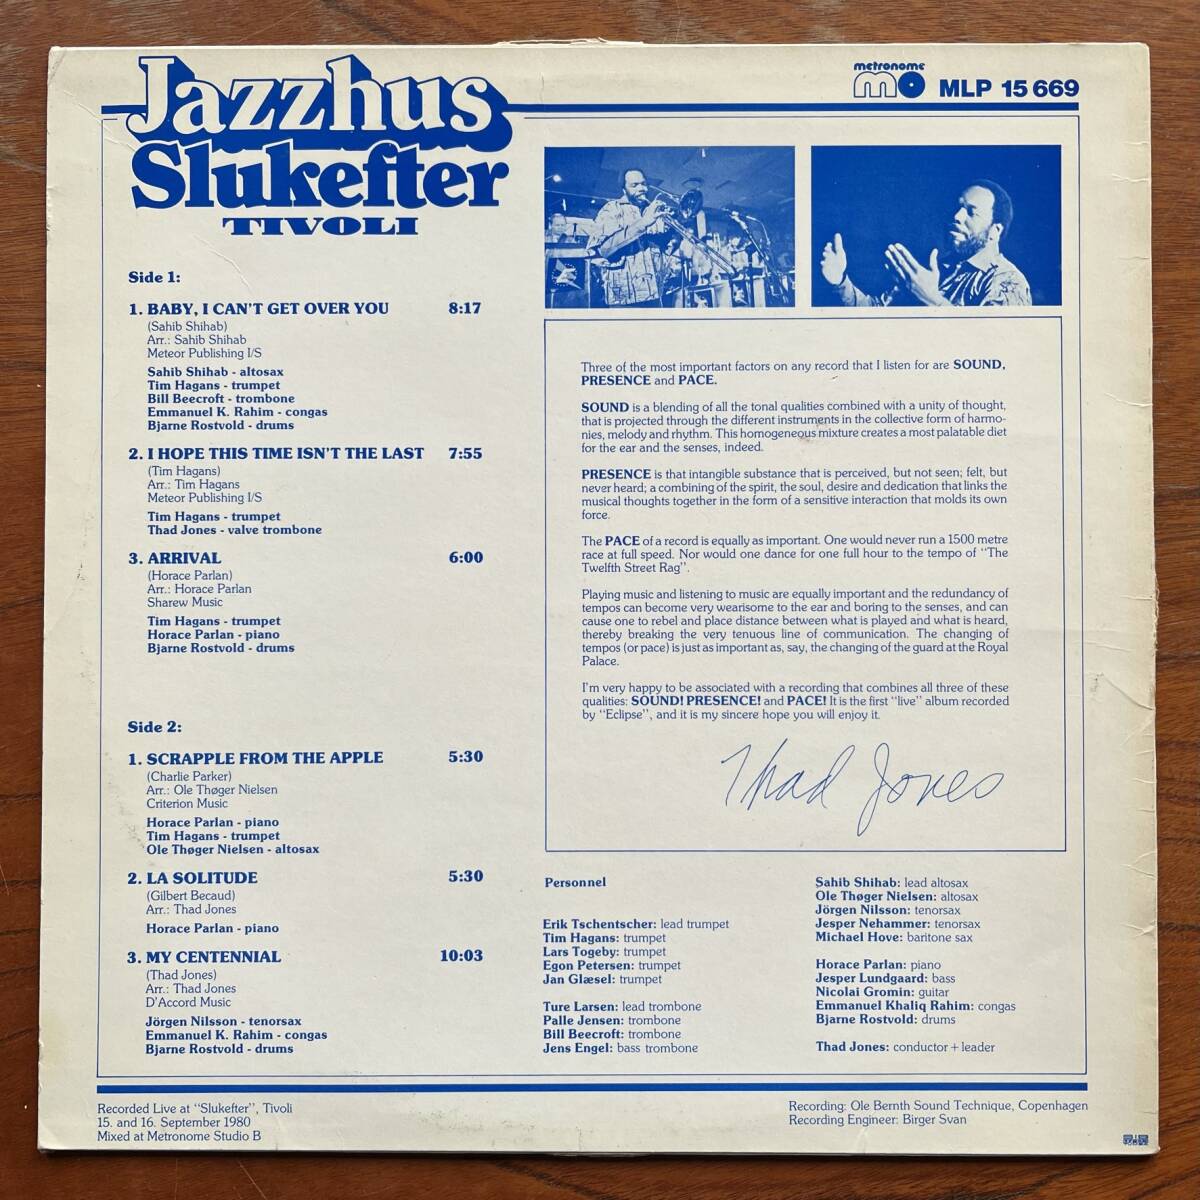 Jazzhus
Slukefter
TIVOLI
metronome
mo MLP 15 669
Side 1:
1. BABY, I CAN'T GET OVER YOU 8:17
(Sahib Shihab)
Arr.: Sahib Shihab
Meteor Publishing I/S
Sahib Shihab - altosax
Tim Hagans - trumpet
Bill Beecroft - trombone
Emmanuel K. Rahim - congas
Bjarne Rostvold - drums
2. I HOPE THIS TIME ISN'T THE LAST 7:55
(Tim Hagans)
Arr.: Tim Hagans
Meteor Publishing I/S
Tim Hagans - trumpet
Thad Jones - valve trombone
3. ARRIVAL 6:00
(Horace Parlan)
Arr.: Horace Parlan
Sharew Music
Tim Hagans - trumpet
Horace Parlan - piano
Bjarne Rostvold - drums
Side 2:
1. SCRAPPLE FROM THE APPLE 5:30
(Charlie Parker)
Arr.: Ole Thøger Nielsen
Criterion Music
Horace Parlan - piano
Tim Hagans - trumpet
Ole Thøger Nielsen - altosax
2. LA SOLITUDE 5:30
(Gilbert Becaud)
Arr.: Thad Jones
Horace Parlan - piano
3. MY CENTENNIAL 10:03
(Thad Jones)
Arr.: Thad Jones
D'Accord Music
Jörgen Nilsson - tenorsax
Emmanuel K. Rahim - congas
Bjarne Rostvold - drums
Three of the most important factors on any record that I listen for are SOUND,
PRESENCE and PACE.
SOUND is a blending of all the tonal qualities combined with a unity of thought,
that is projected through the different instruments in the collective form of harmo-
nies, melody and rhythm. This homogeneous mixture creates a most palatable diet
for the ear and the senses, indeed.
PRESENCE is that intangible substance that is perceived, but not seen; felt, but
never heard; a combining of the spirit, the soul, desire and dedication that links the
musical thoughts together in the form of a sensitive interaction that molds its own
force.
The PACE of a record is equally as important. One would never run a 1500 metre
race at full speed. Nor would one dance for one full hour to the tempo of "The
Twelfth Street Rag".
Playing music and listening to music are equally important and the redundancy of
tempos can become very wearisome to the ear and boring to the senses, and can
cause one to rebel and place distance between what is played and what is heard,
thereby breaking the very tenuous line of communication. The changing of
tempos (or pace) is just as important as, say, the changing of the guard at the Royal
Palace.
I'm very happy to be associated with a recording that combines all three of these
qualities: SOUND! PRESENCE! and PACE! It is the first "live" album recorded
by "Eclipse", and it is my sincere hope you will enjoy it.
Thad Jones
Personnel
Erik Tschentscher: lead trumpet
Tim Hagans: trumpet
Lars Togeby: trumpet
Egon Petersen: trumpet
Jan Glæsel: trumpet
Ture Larsen: lead trombone
Palle Jensen: trombone
Bill Beecroft: trombone
Jens Engel: bass trombone
Sahib Shihab: lead altosax
Ole Thøger Nielsen: altosax
Jörgen Nilsson: tenorsax
Jesper Nehammer: tenorsax
Michael Hove: baritone sax
Horace Parlan: piano
Jesper Lundgaard: bass
Nicolai Gromin: guitar
Emmanuel Khaliq Rahim: congas
Bjarne Rostvold: drums
Thad Jones: conductor + leader
Recorded Live at "Slukefter", Tivoli
15. and 16. September 1980
Mixed at Metronome Studio B
Recording: Ole Bernth Sound Technique, Copenhagen
Recording Engineer: Birger Svan